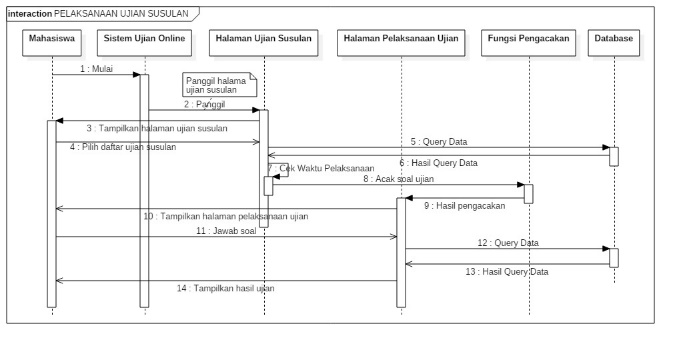 interaction PELAKSANAAN UJIAN SUSULAN
Mahasiswa
Sistem Ujian Online
Halaman Ujian Susulan
Halaman Pelaksanaan Ujian
Fungsi Pengacakan
Database
1 : Mulai
Panggil halama
ujian susulan
2 : Panggil
3 : Tampilkan halaman ujian susulan
4 : Pilih daftar ujian susulan
5 : Query Data
6 : Hasil Query Data
7 : Cek Waktu Pelaksanaan
8 : Acak soal ujian
9 : Hasil pengacakan
10 : Tampilkan halaman pelaksanaan ujian
11 : Jawab soal
12 : Query Data
13 : Hasil Query Data
14 : Tampilkan hasil ujian